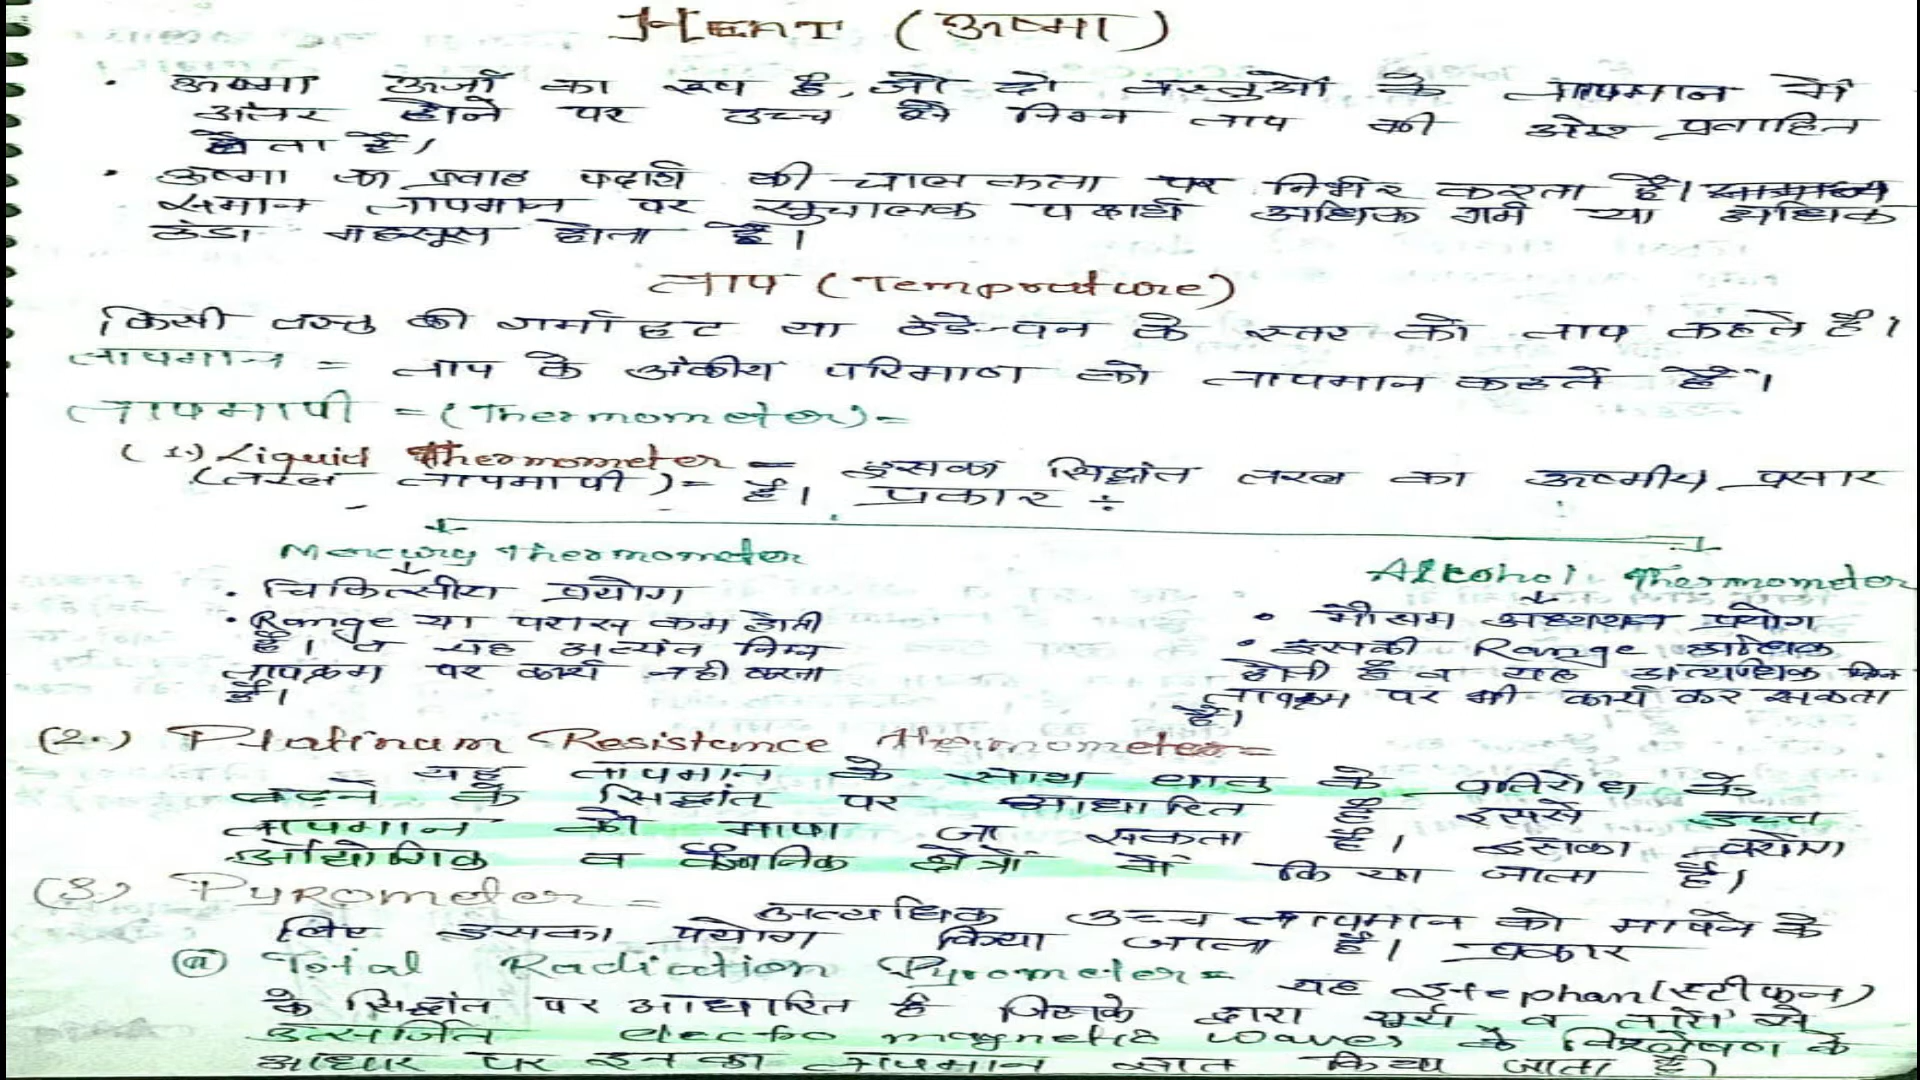 HEAT (ऊष्मा)
• ऊष्मा ऊर्जा का रूप है, जो दो वस्तुओं के तापमान में
अंतर होने पर उच्च से निम्न ताप की ओर प्रवाहित
होता है।
• ऊष्मा का प्रवाह पदार्थ की चालकता पर निर्भर करता है।
समान तापमान पर सुचालक पदार्थ अधिक गर्म या अधिक
ठंडा महसूस होता है।
ताप (Temprature)
किसी वस्तु की गर्माहट या ठंडे-पन के स्तर को ताप कहते है।
तापमान = ताप के अंकीय परिमाण को तापमान कहते है।
तापमापी = (Thermometer) =
(1.) Liquid thermometer = इसका सिद्धांत तरल का ऊष्मीय प्रसार
(तरल तापमापी) = है। प्रकार ÷
Mercury thermometer
Alcohol thermometer
• चिकित्सीय प्रयोग
• Range या परास कम होती
है। व यह अत्यंत निम्न
तापक्रम पर कार्य नही करता
है।
• मौसम अध्ययन प्रयोग
• इसकी Range अधिक
होती है व यह अत्यधिक निम्न
तापक्रम पर भी कार्य कर सकता
है।
(2.) Platinum Resistance thermometer =
यह तापमान के साथ धातु के प्रतिरोध के
बढ़ने के सिद्धांत पर आधारित है इससे उच्च
तापमान को मापा जा सकता है। इसका प्रयोग
औद्योगिक व वैज्ञानिक क्षेत्रों में किया जाता है।
(3.) Pyrometer = अत्यधिक उच्च तापमान को मापने के
लिए इसका प्रयोग किया जाता है। प्रकार
(a) Total Radiation Pyrometer = यह Stephan (स्टीफन)
के सिद्धांत पर आधारित है जिसके द्वारा सूर्य व तारों से
उत्सर्जित electro magnetic waves के विश्लेषण के
आधार पर इनका तापमान ज्ञात किया जाता है।